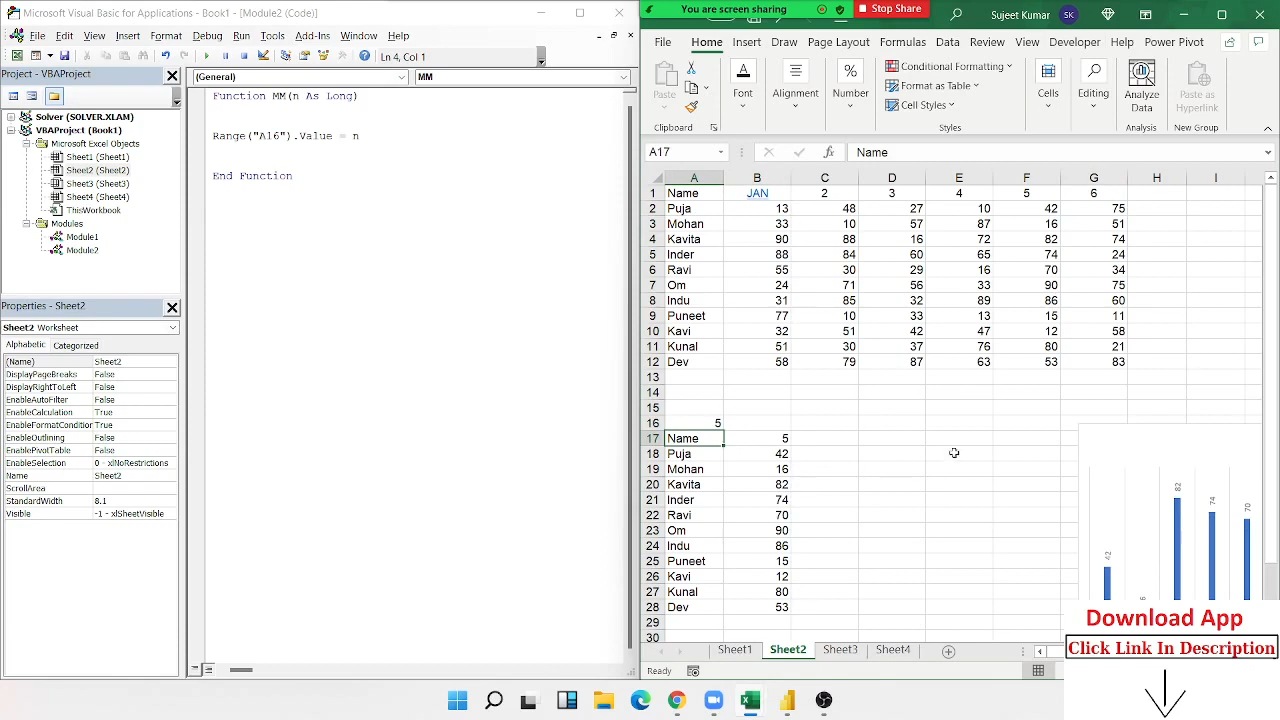 Microsoft Visual Basic for Applications - Book1 - [Module2 (Code)]
File Edit View Insert Format Debug Run Tools Add-Ins Window Help
Ln 4, Col 1
Project - VBAProject
(General)
MM
Solver (SOLVER.XLAM)
VBAProject (Book1)
Microsoft Excel Objects
Sheet1 (Sheet1)
Sheet2 (Sheet2)
Sheet3 (Sheet3)
Sheet4 (Sheet4)
ThisWorkbook
Modules
Module1
Module2
Function MM(n As Long)
Range("A16").Value = n
End Function
Properties - Sheet2
Sheet2 Worksheet
Alphabetic Categorized
(Name) Sheet2
DisplayPageBreaks False
DisplayRightToLeft False
EnableAutoFilter False
EnableCalculation True
EnableFormatCondition True
EnableOutlining False
EnablePivotTable False
EnableSelection 0 - xlNoRestrictions
Name Sheet2
ScrollArea
StandardWidth 8.1
Visible -1 - xlSheetVisible
You are screen sharing Stop Share
Sujeet Kumar SK
File Home Insert Draw Page Layout Formulas Data Review View Developer Help Power Pivot
Paste
Clipboard
Font
Alignment
Number
Conditional Formatting
Format as Table
Cell Styles
Styles
Cells
Editing
Analyze Data
Analysis
Paste as Hyperlink
New Group
A17 fx Name
A B C D E F G H I
1 Name JAN 2 3 4 5 6
2 Puja 13 48 27 10 42 75
3 Mohan 33 10 57 87 16 51
4 Kavita 90 88 16 72 82 74
5 Inder 88 84 60 65 74 24
6 Ravi 55 30 29 16 70 34
7 Om 24 71 56 33 90 75
8 Indu 31 85 32 89 86 60
9 Puneet 77 10 33 13 15 11
10 Kavi 32 51 42 47 12 58
11 Kunal 51 30 37 76 80 21
12 Dev 58 79 87 63 53 83
13
14
15
16 5
17 Name 5
18 Puja 42
19 Mohan 16
20 Kavita 82
21 Inder 74
22 Ravi 70
23 Om 90
24 Indu 86
25 Puneet 15
26 Kavi 12
27 Kunal 80
28 Dev 53
29
30
42
82
74
70
Sheet1 Sheet2 Sheet3 Sheet4
Ready
Download App
Click Link In Description